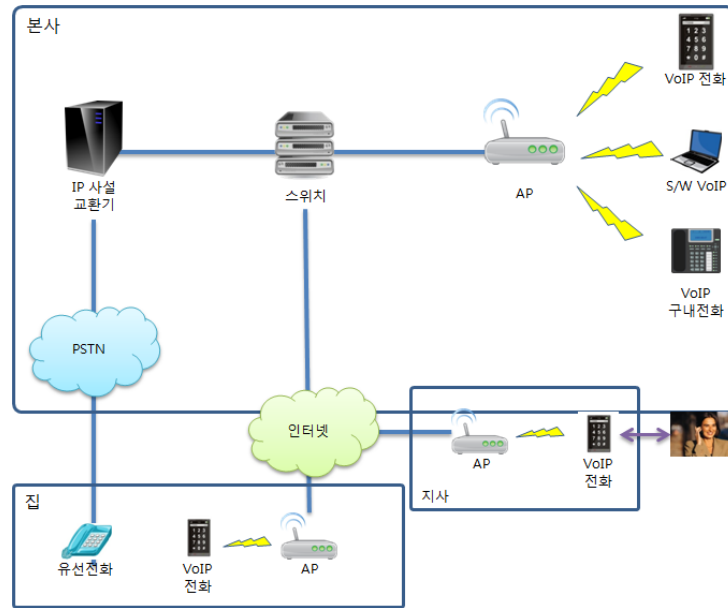 본사
VoIP 전화
S/W VoIP
VoIP
구내전화
IP 사설
교환기
스위치
AP
PSTN
인터넷
AP
VoIP
전화
지사
집
유선전화
VoIP
전화
AP